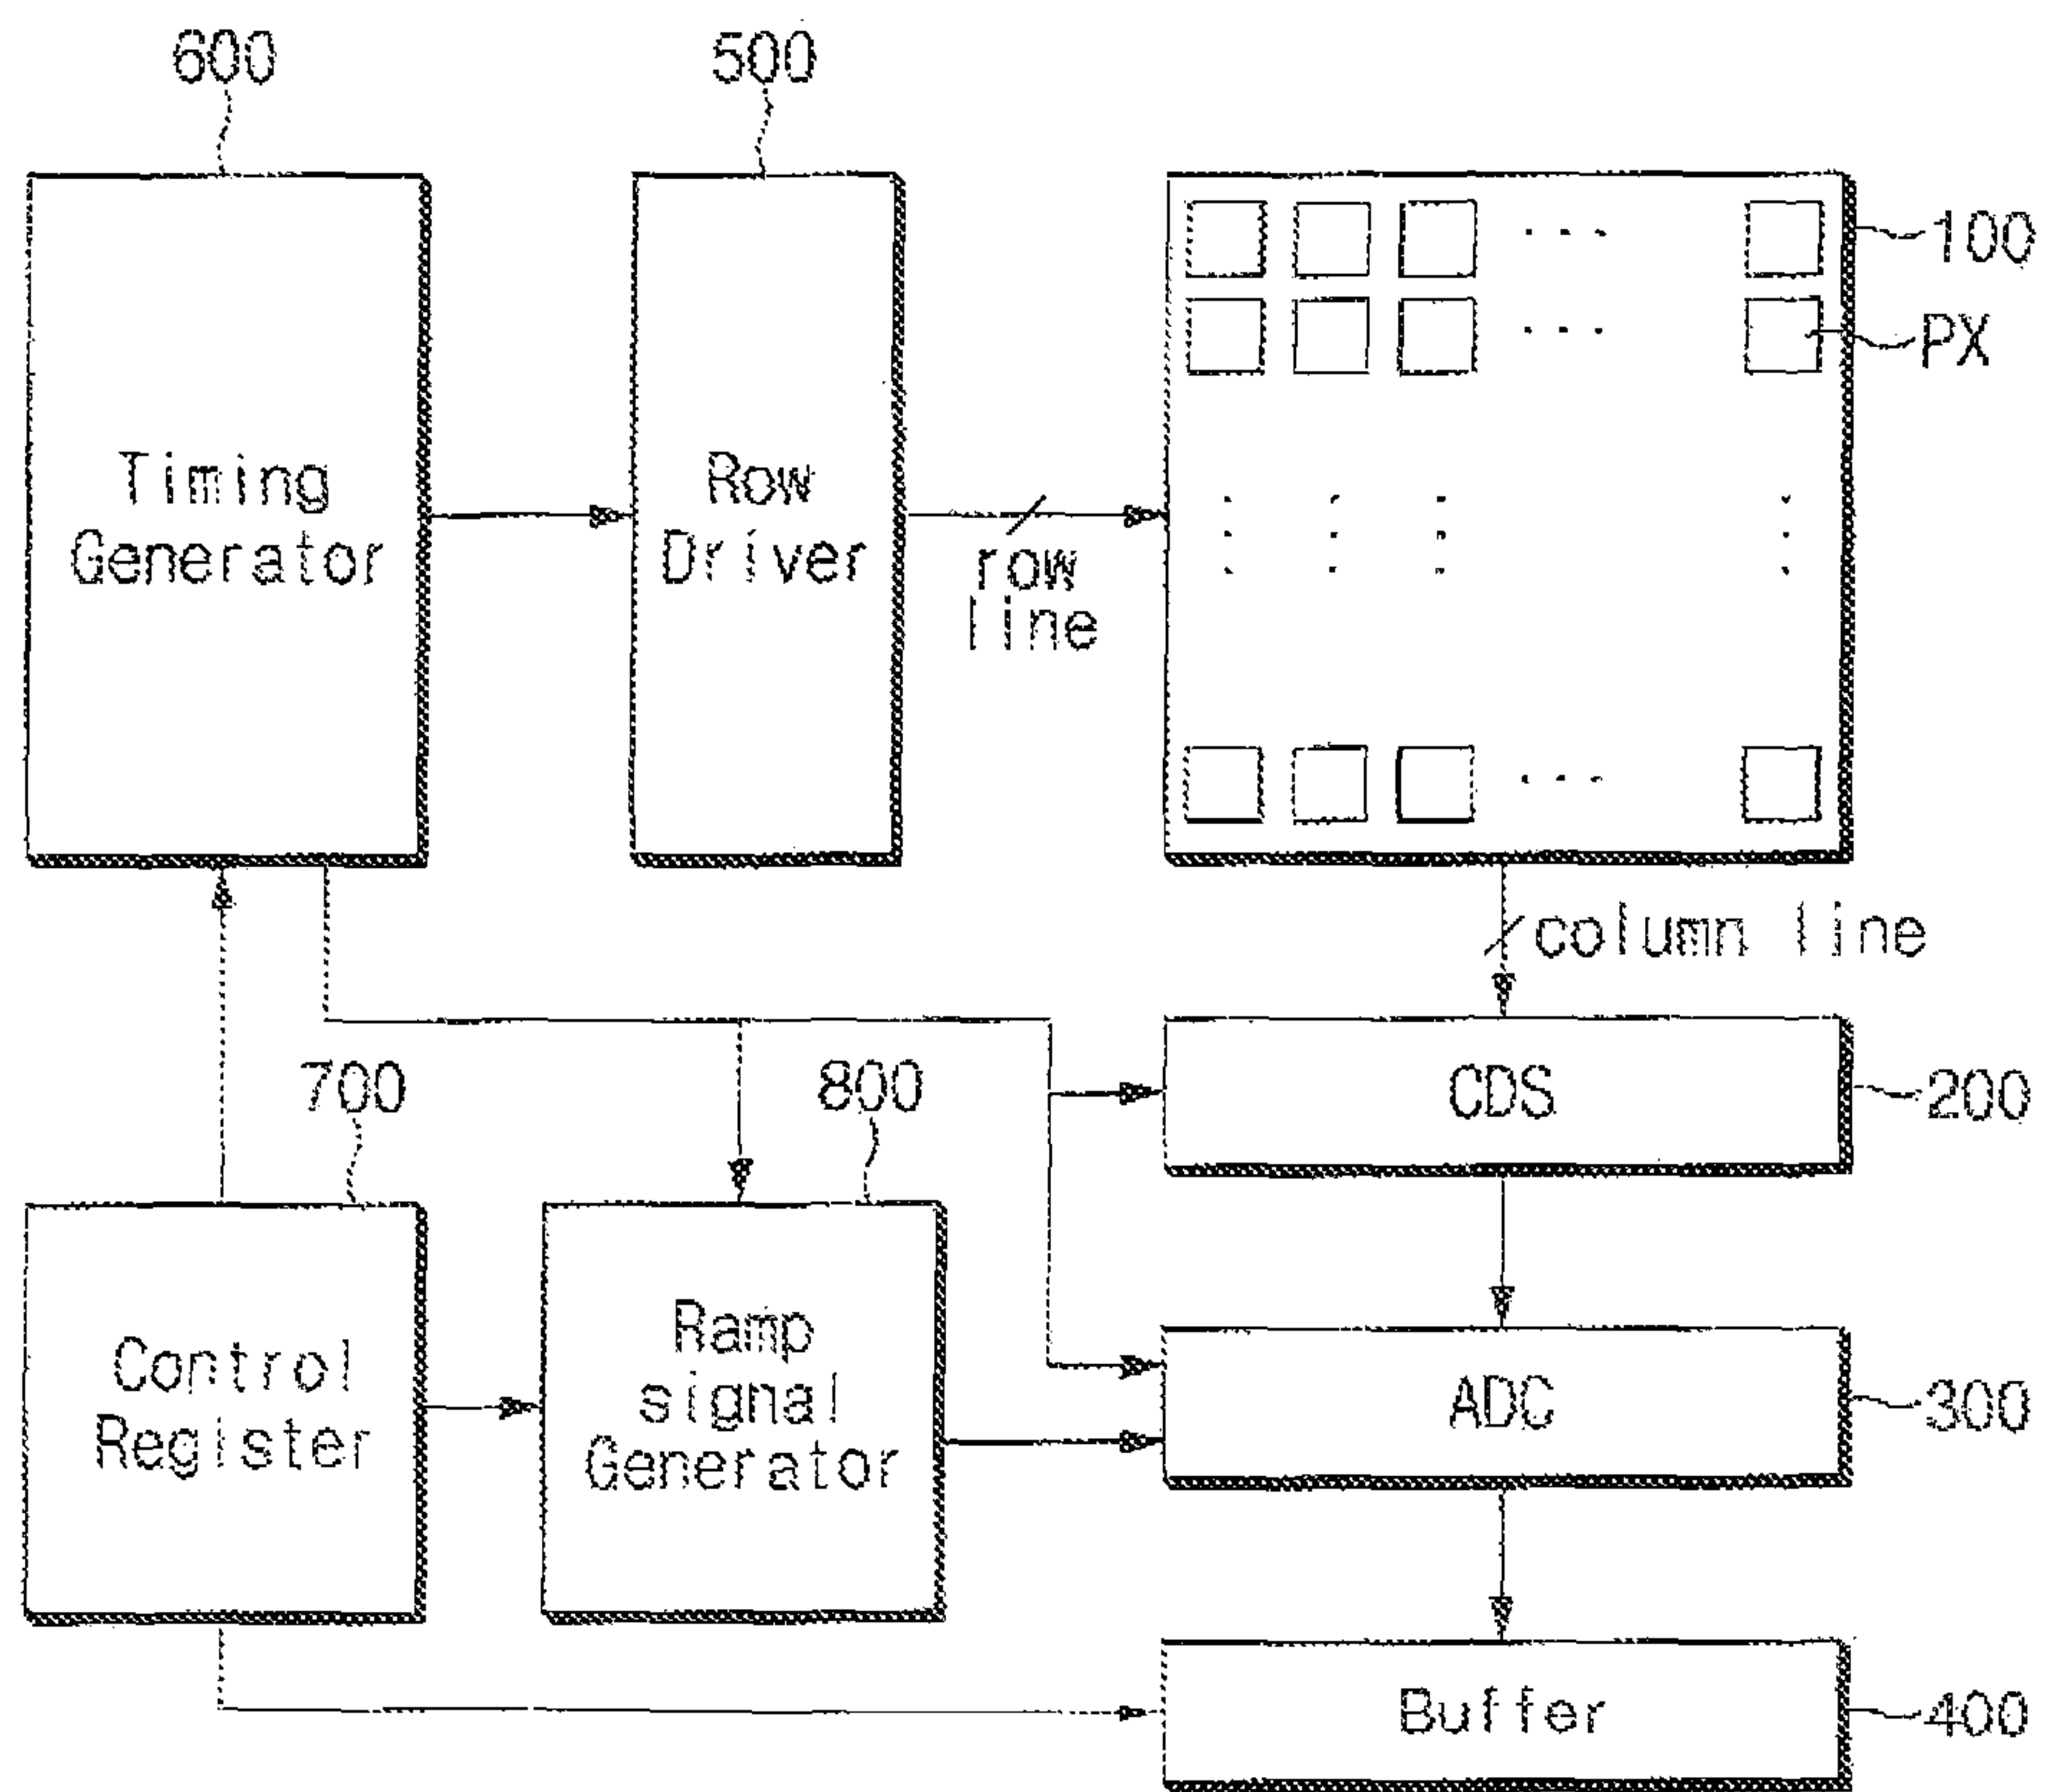 600
500
100
PX
Timing
Generator
Row
Driver
row
line
column line
700
800
CDS
200
Control
Register
Ramp
signal
Generator
ADC
300
Buffer
400